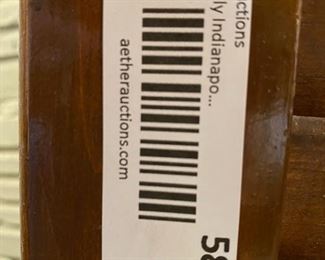 ctions
ly Indianapo...
aetherauctions.com
58